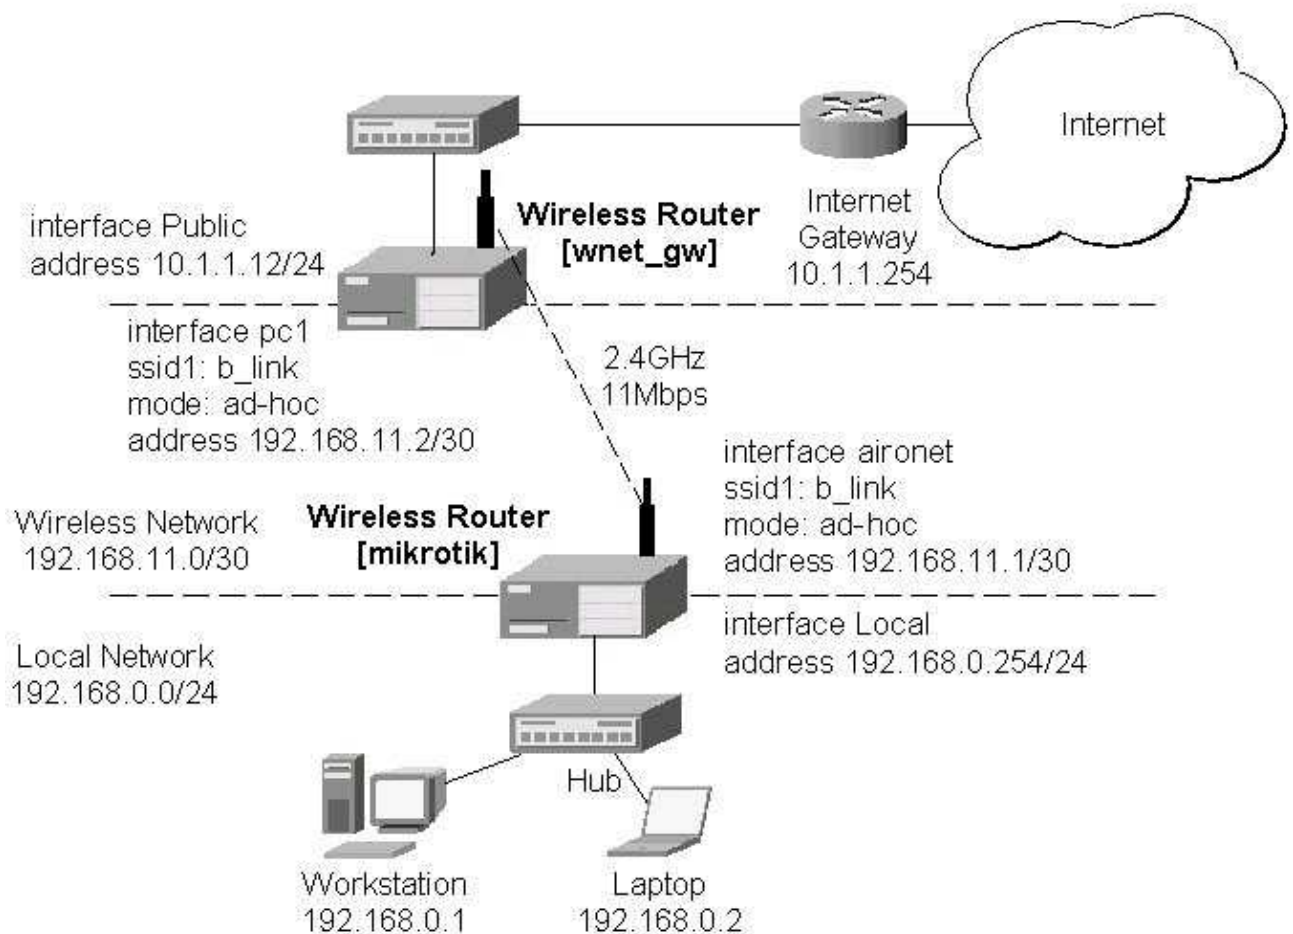 Internet
Internet
Gateway
10.1.1.254
Wireless Router
[wnet_gw]
interface Public
address 10.1.1.12/24
interface pc1
ssid1: b_link
mode: ad-hoc
address 192.168.11.2/30
2.4GHz
11Mbps
interface aironet
ssid1: b_link
mode: ad-hoc
address 192.168.11.1/30
Wireless Network
192.168.11.0/30
Wireless Router
[mikrotik]
interface Local
address 192.168.0.254/24
Local Network
192.168.0.0/24
Hub
Workstation
192.168.0.1
Laptop
192.168.0.2